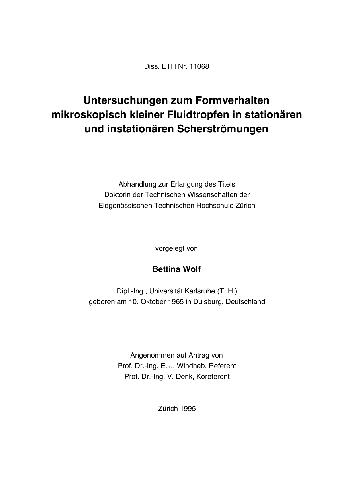 Diss. ETH Nr. 11068
Untersuchungen zum Formverhalten
mikroskopisch kleiner Fluidtropfen in stationären
und instationären Scherströmungen
Abhandlung zur Erlangung des Titels
Doktorin der Technischen Wissenschaften der
Eidgenössischen Technischen Hochschule Zürich
vorgelegt von
Bettina Wolf
Dipl.-Ing., Universität Karlsruhe (T. H.)
geboren am 10. Oktober 1965 in Duisburg, Deutschland
Angenommen auf Antrag von
Prof. Dr.-Ing. Windhab, Referent
Prof. Dr.-Ing. V. Denk, Korreferent
Zürich 1995